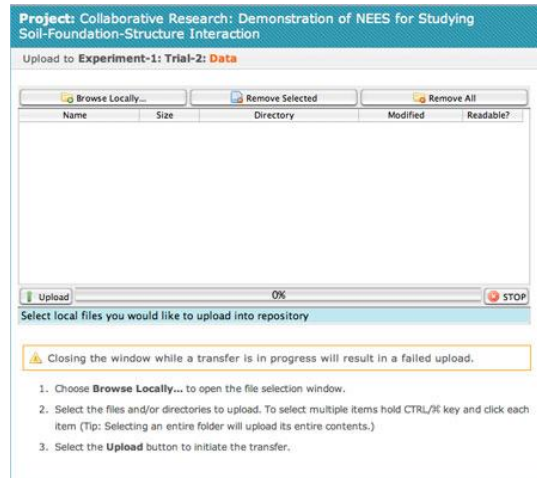 Project: Collaborative Research: Demonstration of NEES for Studying
Soil-Foundation-Structure Interaction
Upload to Experiment-1: Trial-2: Data
Browse Locally... Remove Selected Remove All
Name Size Directory Modified Readable?
Upload 0% STOP
Select local files you would like to upload into repository
Closing the window while a transfer is in progress will result in a failed upload.
1. Choose Browse Locally... to open the file selection window.
2. Select the files and/or directories to upload. To select multiple items hold CTRL/⌘ key and click each
item (Tip: Selecting an entire folder will upload its entire contents.)
3. Select the Upload button to initiate the transfer.